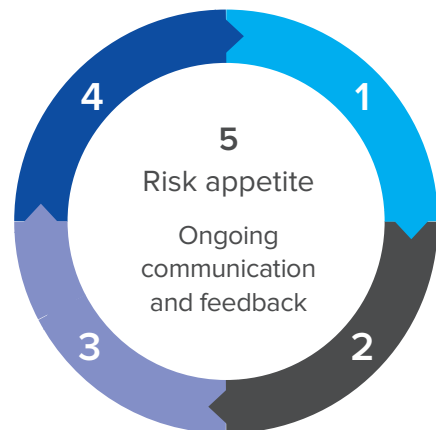 4
1
5
Risk appetite
Ongoing
communication
and feedback
3
2